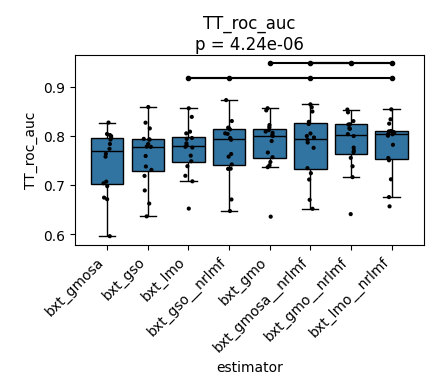 TT_roc_auc
p = 4.24e-06
TT_roc_auc
0.9
0.8
0.7
0.6
bxt_gmosa
bxt_gso
bxt_lmo
bxt_gso__nrlmf
bxt_gmo
bxt_gmosa__nrlmf
bxt_gmo__nrlmf
bxt_lmo__nrlmf
estimator